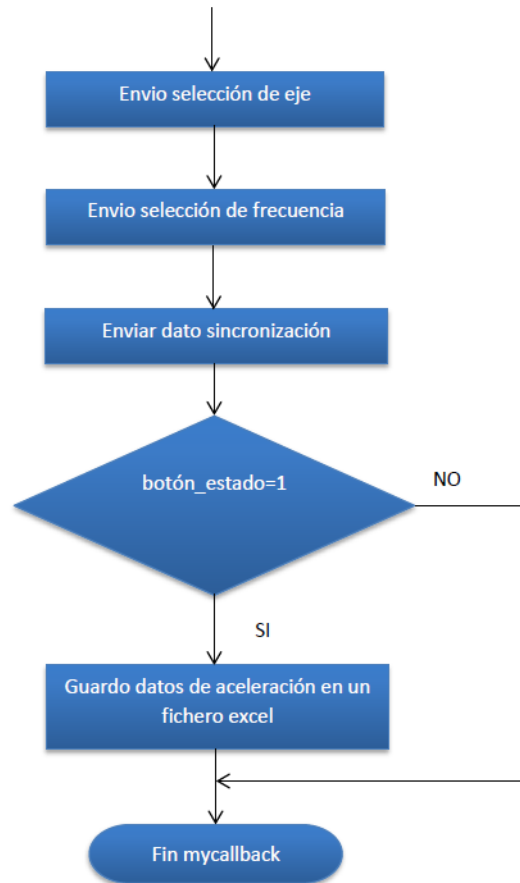 Envio selección de eje
Envio selección de frecuencia
Enviar dato sincronización
botón_estado=1
NO
SI
Guardo datos de aceleración en un
fichero excel
Fin mycallback